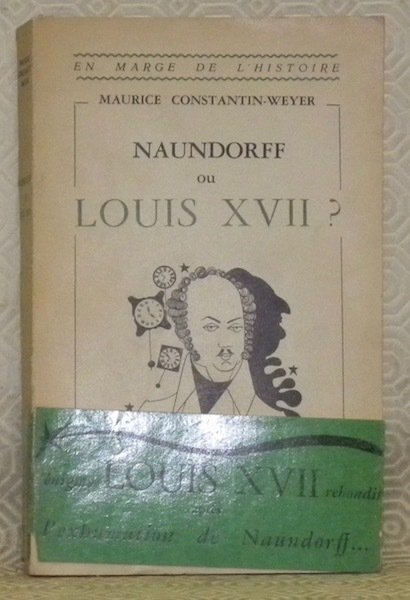 EN MARGE DE L'HISTOIRE
MAURICE CONSTANTIN-WEYER
NAUNDORFF
ou
LOUIS XVII ?
LOUIS XVII rebondit
l'exhumation de Naundorff...